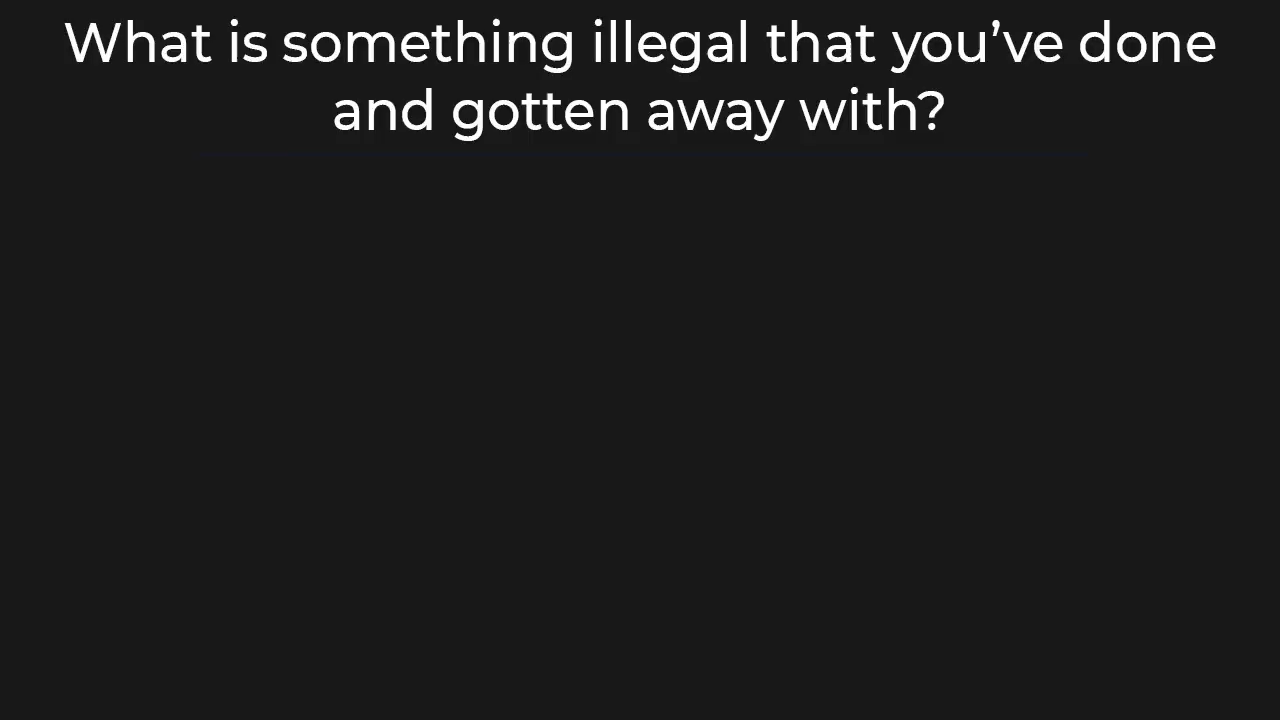 What is something illegal that you’ve done
and gotten away with?